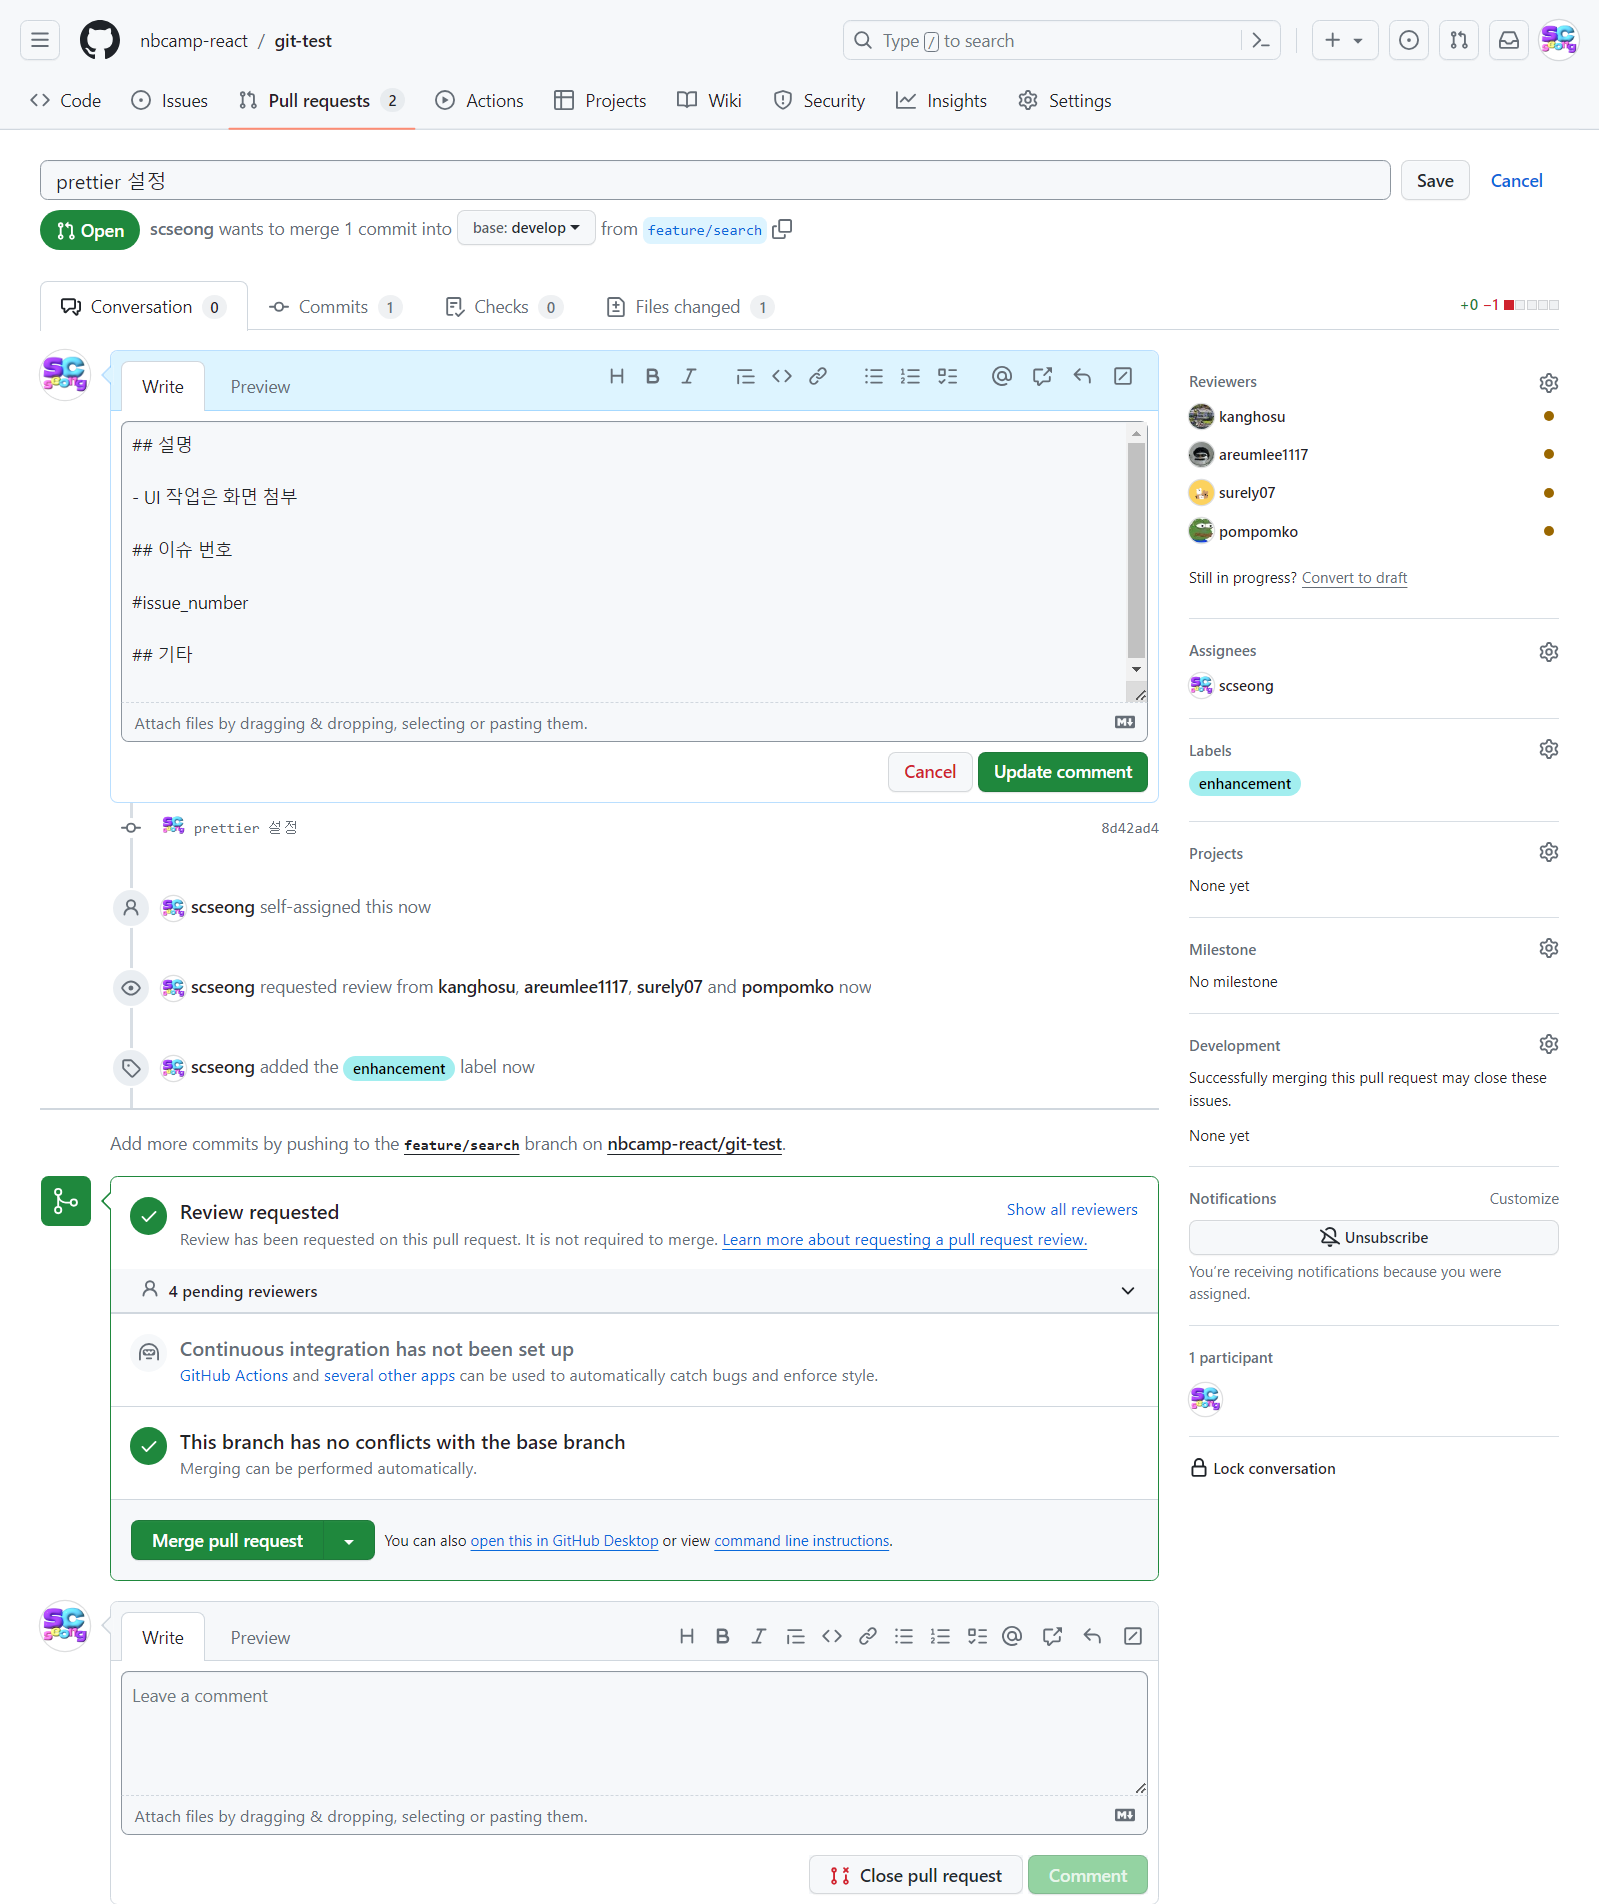 nbcamp-react / git-test
Type / to search
Code
Issues
Pull requests 2
Actions
Projects
Wiki
Security
Insights
Settings
prettier 설정
Save
Cancel
Open
scseong wants to merge 1 commit into base: develop from feature/search
Conversation 0
Commits 1
Checks 0
Files changed 1
+0 −1
Write
Preview
## 설명
- UI 작업은 화면 첨부
## 이슈 번호
#issue_number
## 기타
Attach files by dragging & dropping, selecting or pasting them.
Cancel
Update comment
prettier 설정
8d42ad4
scseong self-assigned this now
scseong requested review from kanghosu, areumlee1117, surely07 and pompomko now
scseong added the enhancement label now
Add more commits by pushing to the feature/search branch on nbcamp-react/git-test.
Review requested
Show all reviewers
Review has been requested on this pull request. It is not required to merge. Learn more about requesting a pull request review.
4 pending reviewers
Continuous integration has not been set up
GitHub Actions and several other apps can be used to automatically catch bugs and enforce style.
This branch has no conflicts with the base branch
Merging can be performed automatically.
Merge pull request
You can also open this in GitHub Desktop or view command line instructions.
Write
Preview
Leave a comment
Attach files by dragging & dropping, selecting or pasting them.
Close pull request
Comment
Reviewers
kanghosu
areumlee1117
surely07
pompomko
Still in progress? Convert to draft
Assignees
scseong
Labels
enhancement
Projects
None yet
Milestone
No milestone
Development
Successfully merging this pull request may close these
issues.
None yet
Notifications
Customize
Unsubscribe
You're receiving notifications because you were
assigned.
1 participant
Lock conversation